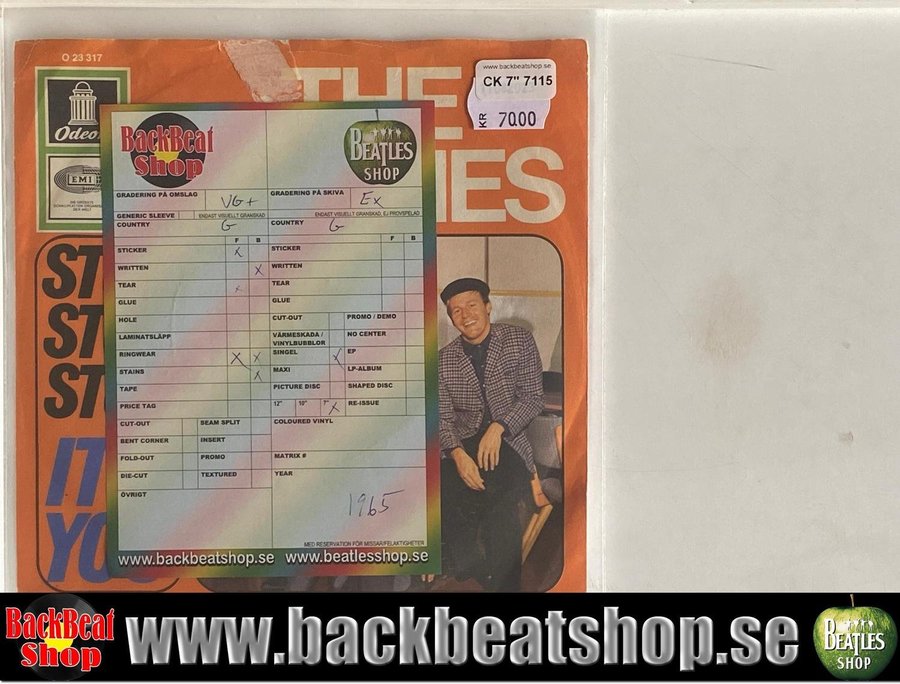 O 23 317
THE
www.backbeatshop.se
CK 7" 7115
KR 70.00
Odeon
EMI
BackBeat
Shop
BEATLES
SHOP
GRADERING PÅ OMSLAG VG+ GRADERING PÅ SKIVA Ex
GENERIC SLEEVE ENDAST VISUELLT GRANSKAD ENDAST VISUELLT GRANSKAD, EJ PROVSPELAD
COUNTRY G COUNTRY G
F B F B
STICKER X STICKER
WRITTEN X WRITTEN
TEAR X TEAR
GLUE GLUE
HOLE CUT-OUT PROMO / DEMO
LAMINATSLÄPP VÄRMESKADA / VINYLBUBBLOR NO CENTER
RINGWEAR X X SINGEL X EP
STAINS X MAXI LP-ALBUM
TAPE PICTURE DISC SHAPED DISC
PRICE TAG 12" 10" 7" X RE-ISSUE
CUT-OUT SEAM SPLIT COLOURED VINYL
BENT CORNER INSERT
FOLD-OUT PROMO MATRIX #
DIE-CUT TEXTURED YEAR
ÖVRIGT
1965
MED RESERVATION FÖR MISSAR/FELAKTIGHETER
www.backbeatshop.se www.beatlesshop.se
ST
ST
ST
IT
YO
BackBeat
Shop
www.backbeatshop.se
BEATLES
SHOP